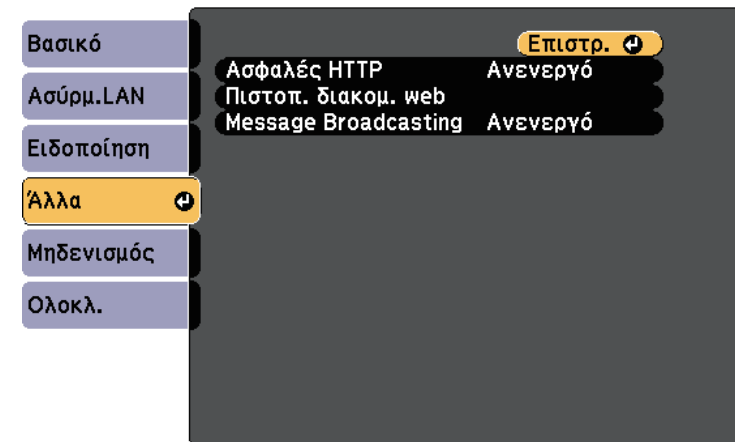 Βασικό
Ασύρμ.LAN
Ειδοποίηση
Άλλα
Μηδενισμός
Ολοκλ.
Επιστρ.
Ασφαλές HTTP Ανενεργό
Πιστοπ. διακομ. web
Message Broadcasting Ανενεργό